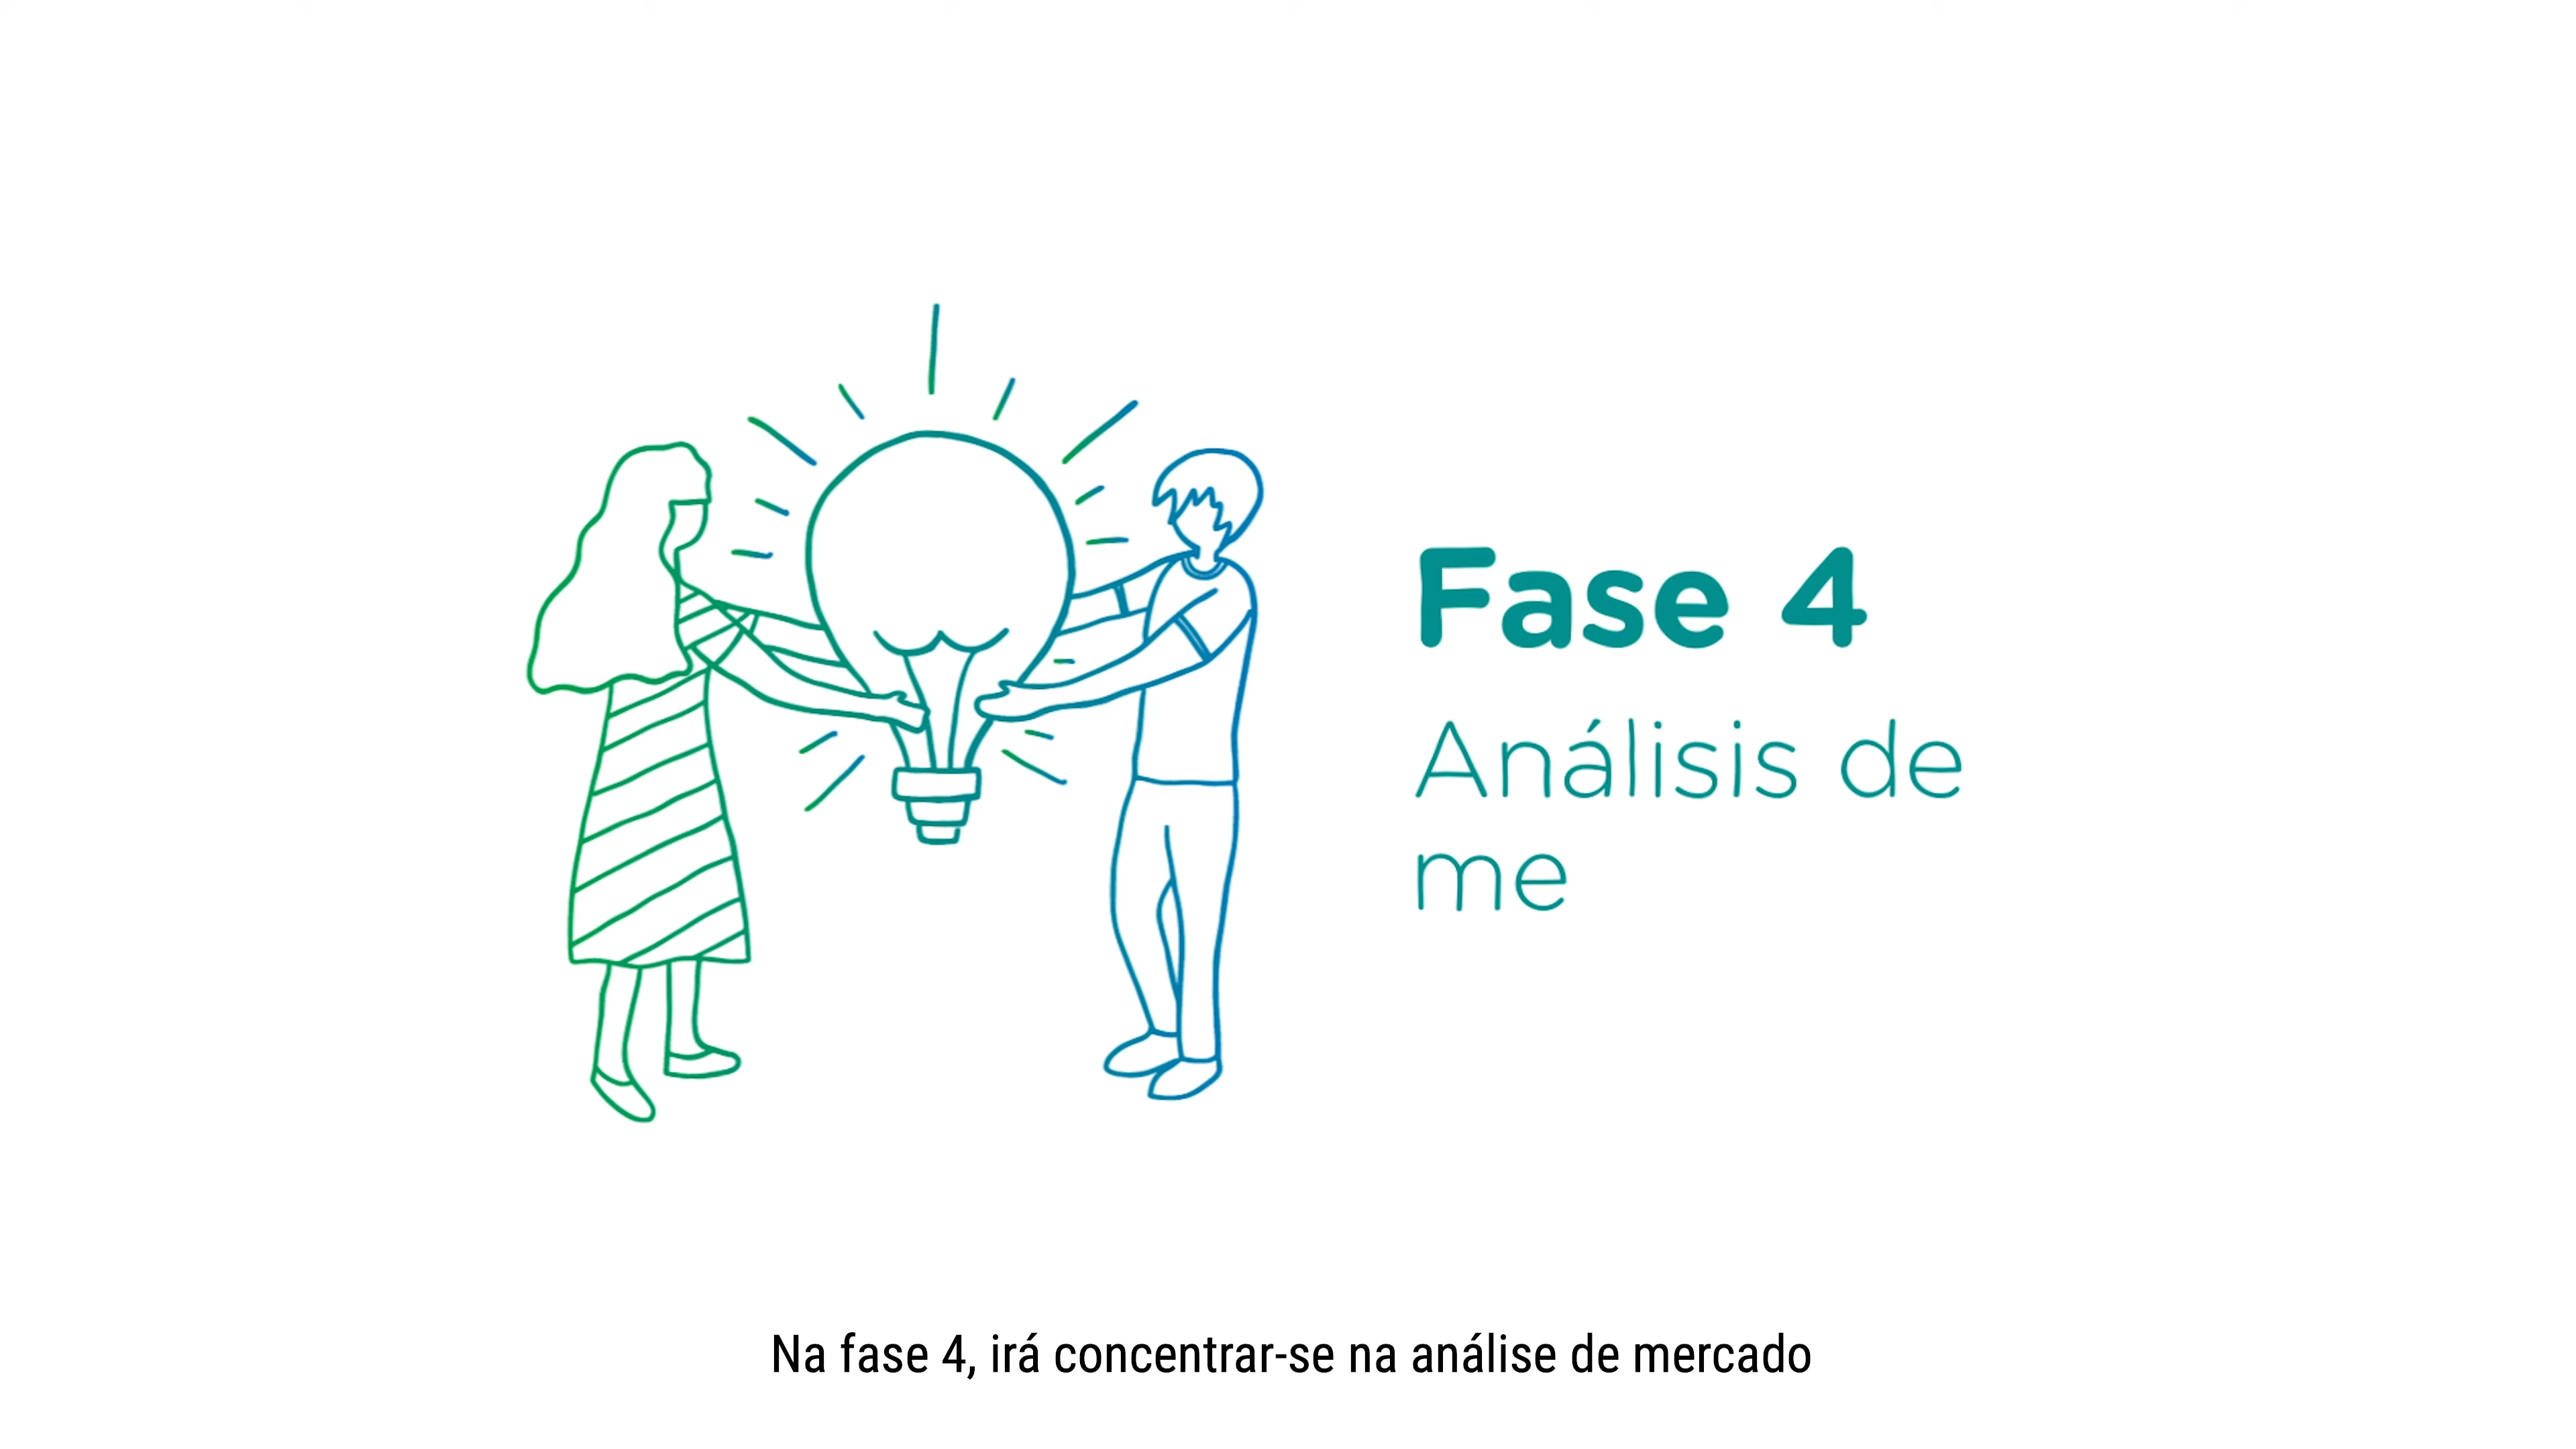 Fase 4
Análisis de
me
Na fase 4, irá concentrar-se na análise de mercado